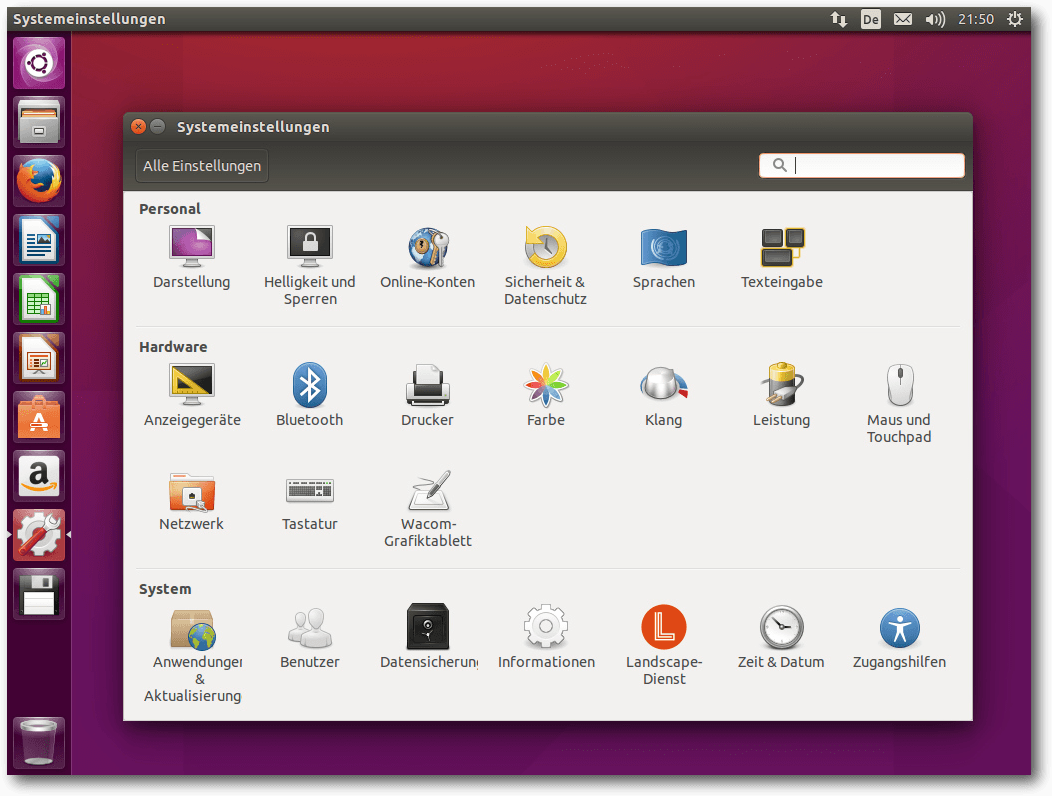 Systemeinstellungen De 21:50
Systemeinstellungen
Alle Einstellungen
Personal
Darstellung
Helligkeit und
Sperren
Online-Konten
Sicherheit &
Datenschutz
Sprachen
Texteingabe
Hardware
Anzeigegeräte
Bluetooth
Drucker
Farbe
Klang
Leistung
Maus und
Touchpad
Netzwerk
Tastatur
Wacom-
Grafiktablett
System
Anwendunger
&
Aktualisierung
Benutzer
Datensicherung
Informationen
Landscape-
Dienst
Zeit & Datum
Zugangshilfen